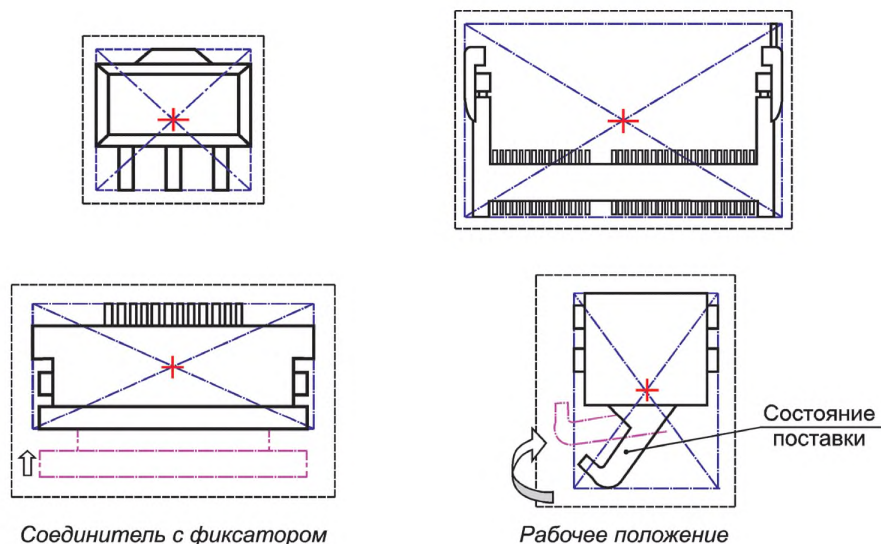 Состояние
поставки
Соединитель с фиксатором
Рабочее положение